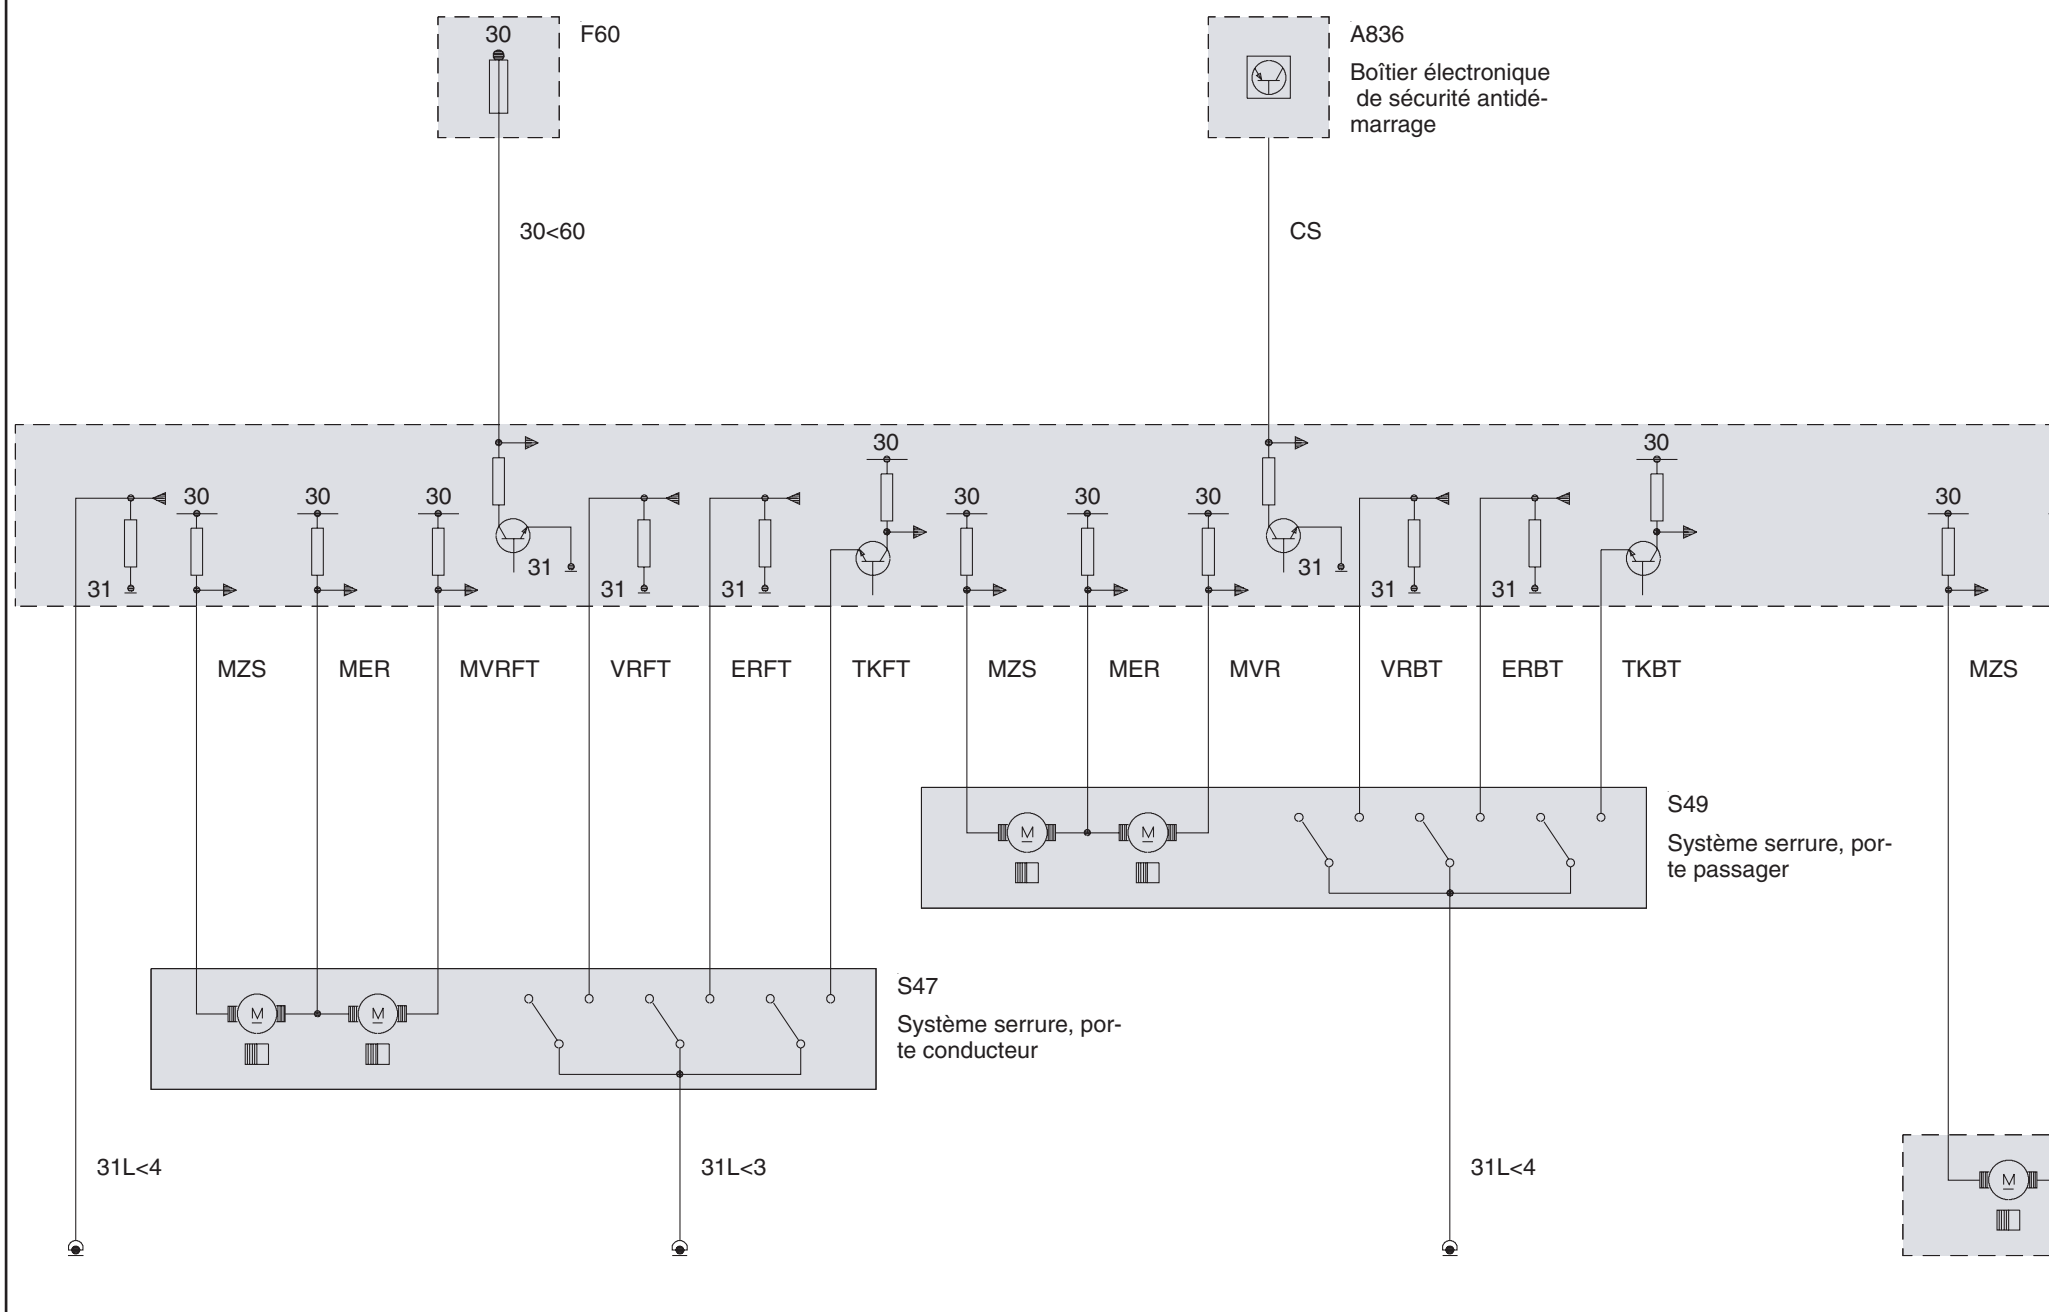 30
F60
A836
Boîtier électronique
de sécurité antidé-
marrage
30<60
CS
30
30
30
30
30
30
30
30
30
31
31
31
31
31
31
31
MZS
MER
MVRFT
VRFT
ERFT
TKFT
MZS
MER
MVR
VRBT
ERBT
TKBT
MZS
M
M
S49
Système serrure, por-
te passager
M
M
S47
Système serrure, por-
te conducteur
31L<4
31L<3
31L<4
M